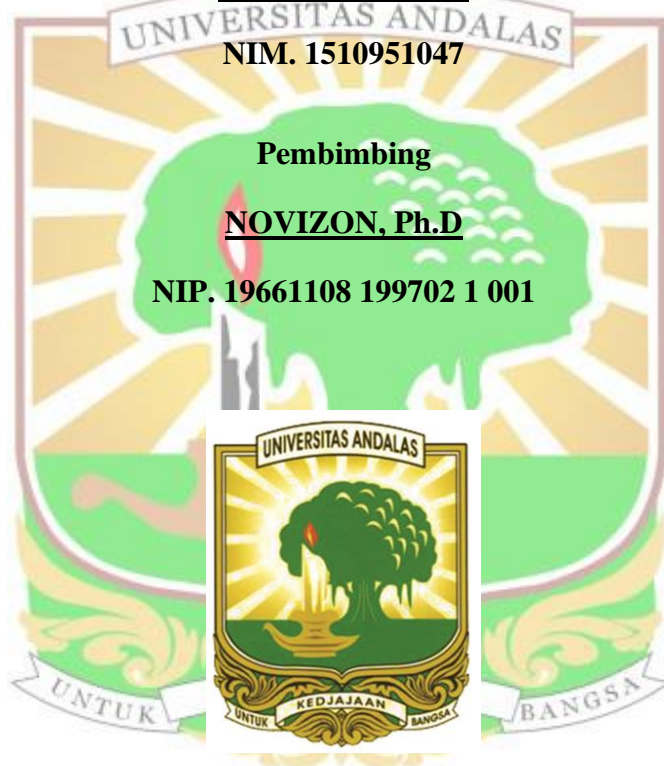 UNIVERSITAS ANDALAS
NIM. 1510951047
Pembimbing
NOVIZON, Ph.D
NIP. 19661108 199702 1 001
UNIVERSITAS ANDALAS
UNTUK KEDJAJAAN BANGSA
UNTUK BANGSA